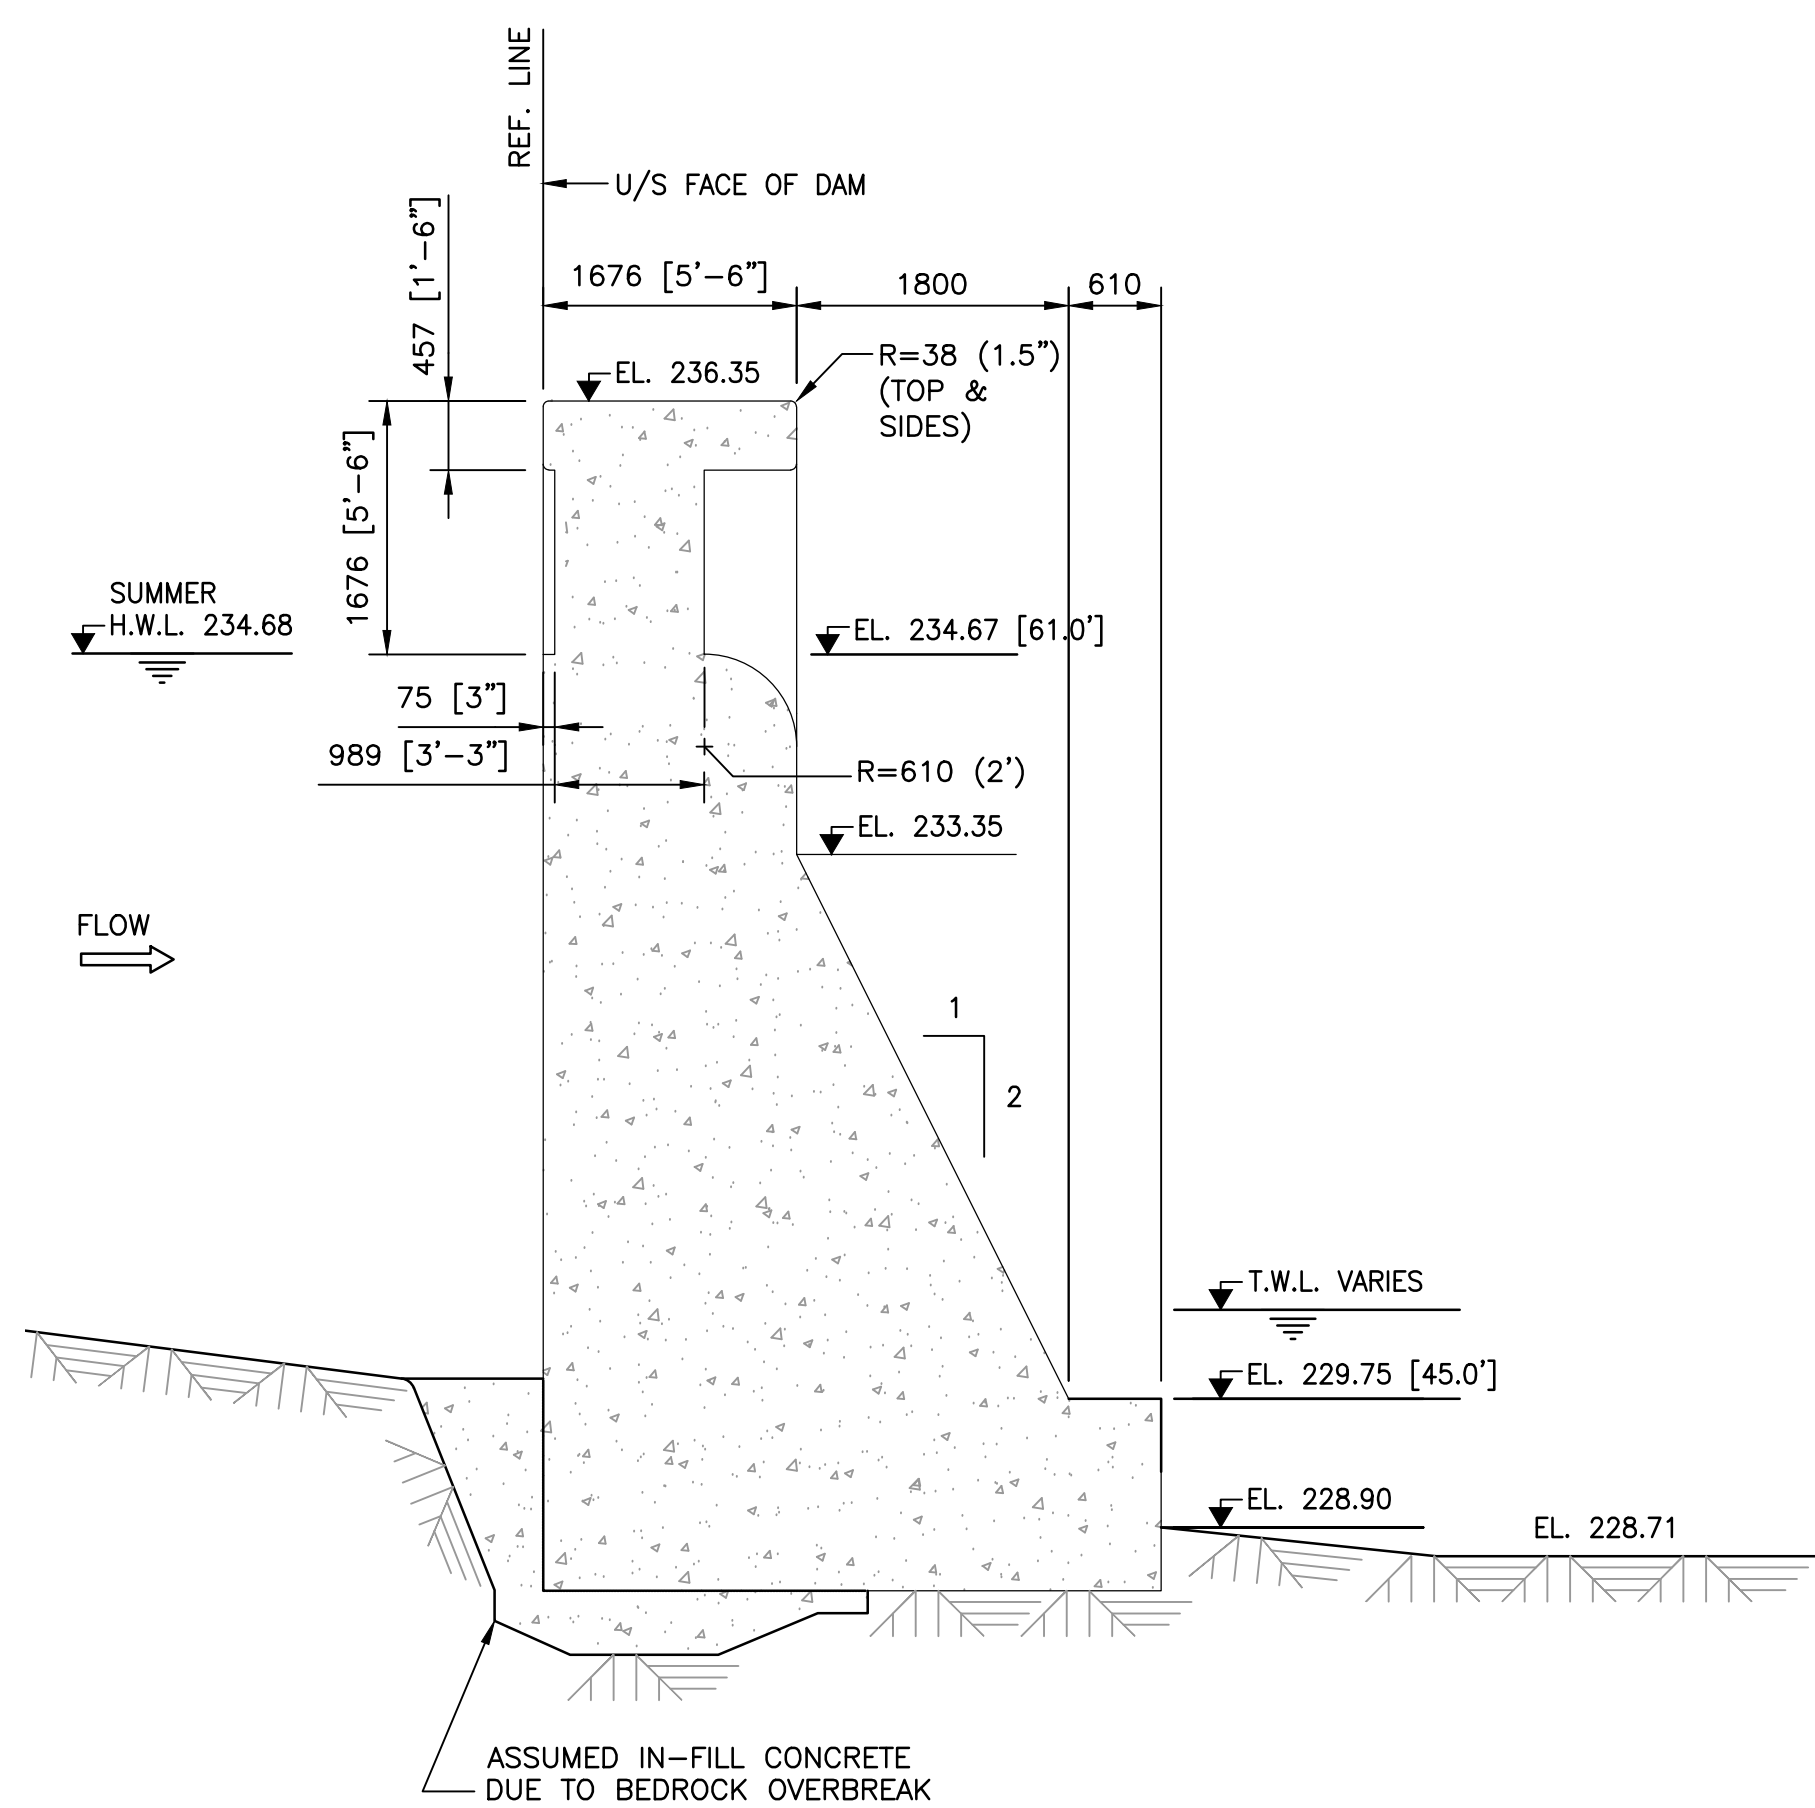 REF. LINE
U/S FACE OF DAM
457 [1'-6"]
1676 [5'-6"]
1800
610
R=38 (1.5")
(TOP &
SIDES)
EL. 236.35
1676 [5'-6"]
SUMMER
H.W.L. 234.68
EL. 234.67 [61.0']
75 [3"]
989 [3'-3"]
R=610 (2')
EL. 233.35
FLOW
1
2
T.W.L. VARIES
EL. 229.75 [45.0']
EL. 228.90
EL. 228.71
ASSUMED IN-FILL CONCRETE
DUE TO BEDROCK OVERBREAK